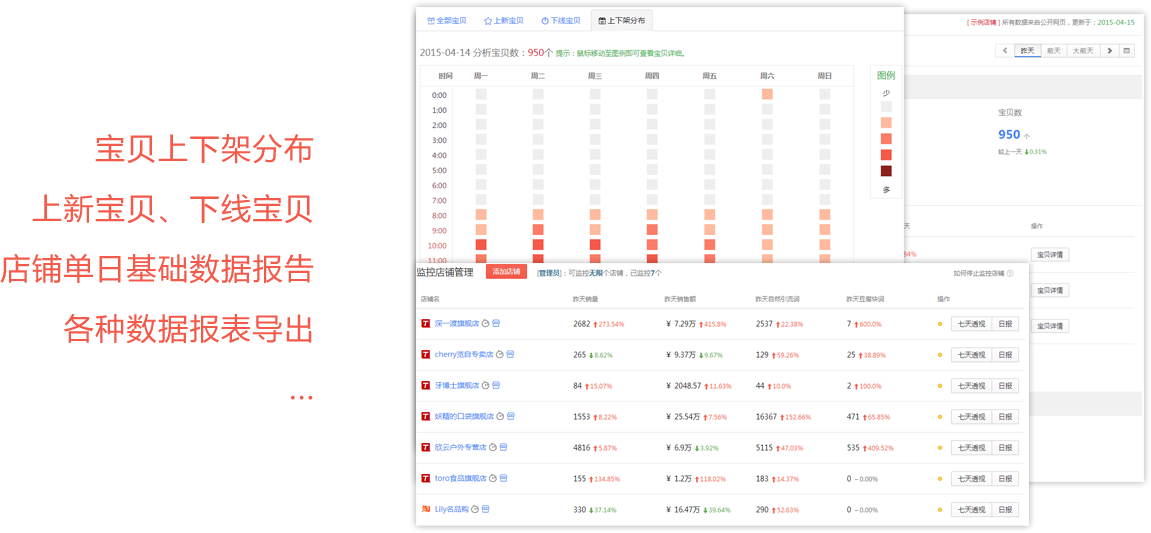 宝贝上下架分布
上新宝贝、下线宝贝
店铺单日基础数据报告
各种数据报表导出
...
全部宝贝 上新宝贝 下线宝贝 上下架分布
2015-04-14 分析宝贝数：950个 提示：鼠标移动至图例即可查看宝贝详细。
时间 周一 周二 周三 周四 周五 周六 周日
0:00
1:00
2:00
3:00
4:00
5:00
6:00
7:00
8:00
9:00
10:00
11:00
图例
少
多
[ 示例店铺 ] 所有数据来自公开网页，更新于：2015-04-15
昨天 前天 大前天
宝贝数
950 个
较上一天 0.31%
天 操作
84% 宝贝详情
宝贝详情
宝贝详情
监控店铺管理 添加店铺 [管理员]：可监控无限个店铺，已监控7个 如何停止监控店铺
店铺名 昨天销量 昨天销售额 昨天自然引流词 昨天豆腐块词 操作
深一渡旗舰店 2682 273.54% ¥ 7.29万 415.8% 2537 22.38% 7 600.0% 七天透视 日报
cherry览自专卖店 265 8.62% ¥ 9.37万 9.67% 129 59.26% 25 38.89% 七天透视 日报
牙博士旗舰店 84 15.07% ¥ 2048.57 11.63% 44 10.0% 2 100.0% 七天透视 日报
妖精的口袋旗舰店 1553 8.22% ¥ 25.54万 7.56% 16367 152.66% 471 65.85% 七天透视 日报
欣云户外专营店 4816 5.87% ¥ 6.9万 3.92% 5115 47.03% 535 409.52% 七天透视 日报
toro食品旗舰店 155 134.85% ¥ 1.2万 118.02% 183 14.37% 0 –0.00% 七天透视 日报
Lily名品购 330 37.14% ¥ 16.47万 39.64% 290 52.63% 0 –0.00% 七天透视 日报